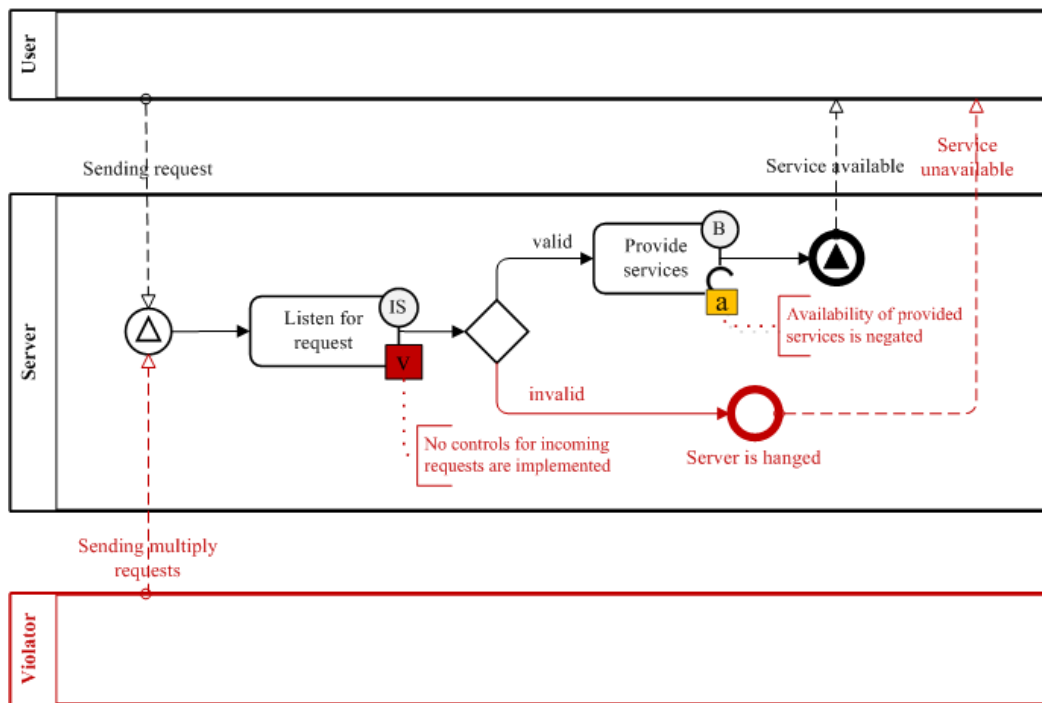 User
Sending request
Service available
Service
unavailable
Server
Listen for
request
IS
V
valid
Provide
services
B
a
Availability of provided
services is negated
invalid
Server is hanged
No controls for incoming
requests are implemented
Sending multiply
requests
Violator